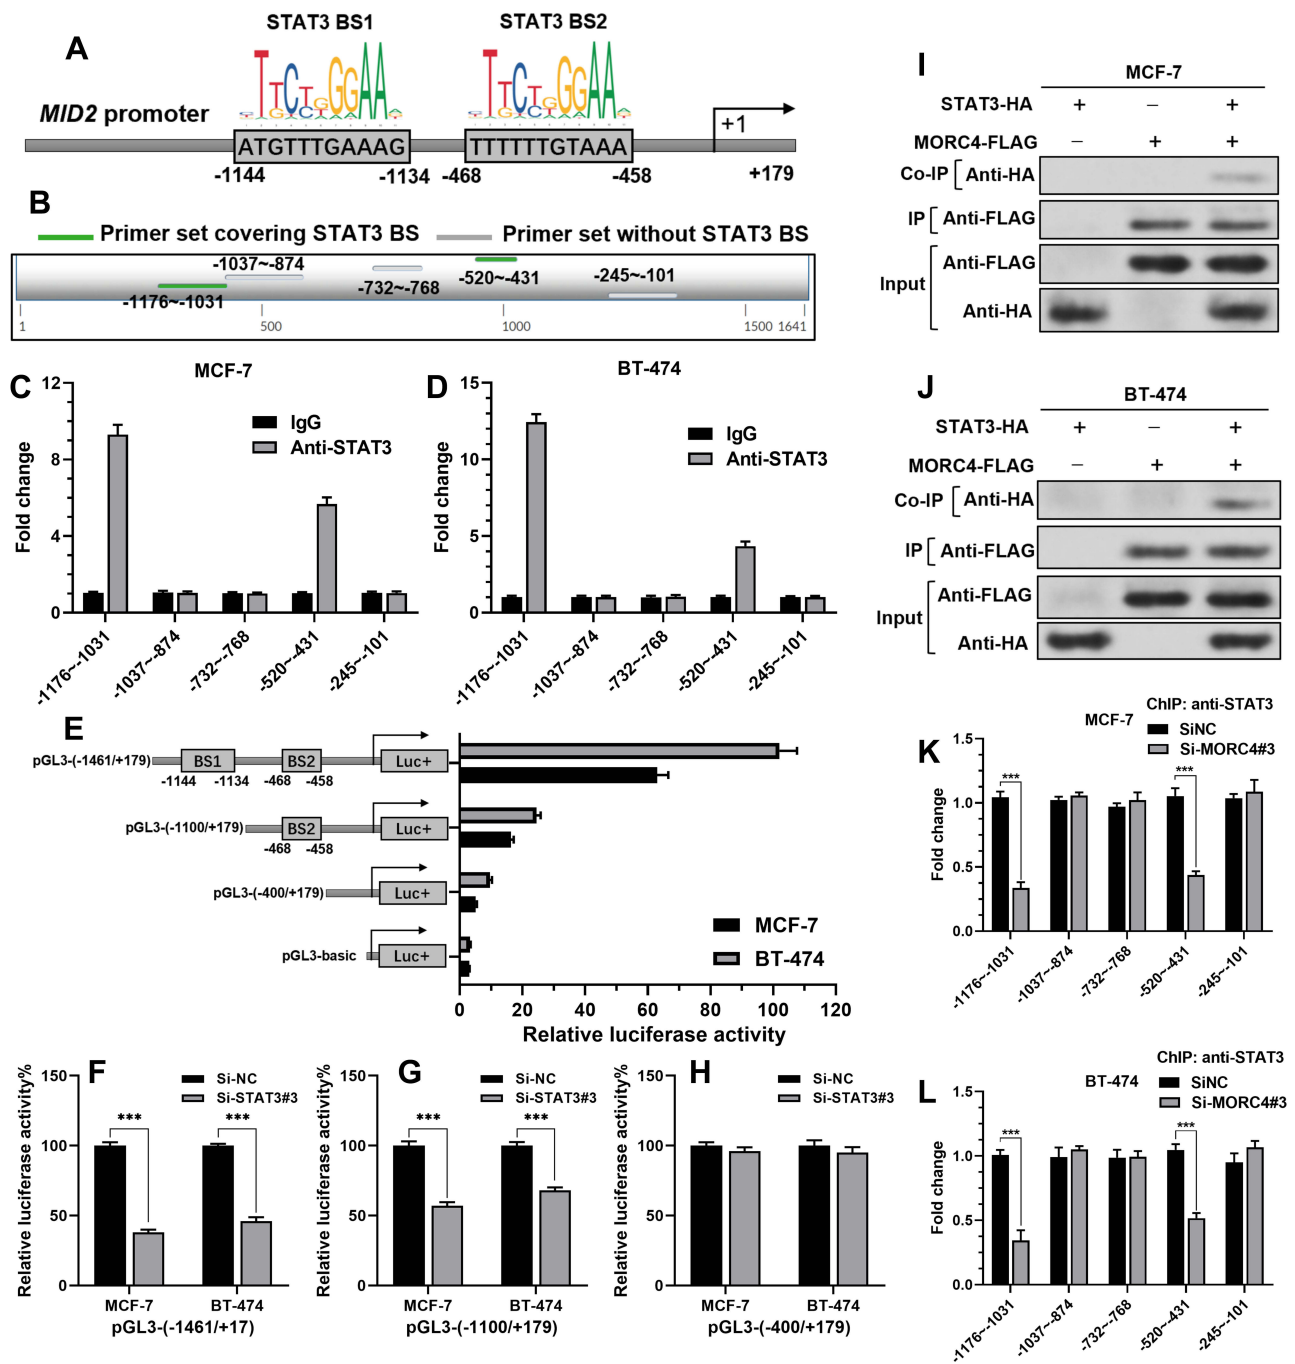 A
STAT3 BS1
STAT3 BS2
MID2 promoter
+1
ATGTTTGAAAG
TTTTTTGTAAA
-1144
-1134
-468
-458
+179
B
Primer set covering STAT3 BS
Primer set without STAT3 BS
-1037~-874
-1176~-1031
-732~-768
-520~-431
-245~-101
1
500
1000
1500
1641
C
MCF-7
Fold change
12
8
4
0
IgG
Anti-STAT3
-1176~-1031
-1037~-874
-732~-768
-520~-431
-245~-101
D
BT-474
Fold change
15
10
5
0
IgG
Anti-STAT3
-1176~-1031
-1037~-874
-732~-768
-520~-431
-245~-101
E
pGL3-(-1461/+179)
BS1
BS2
Luc+
-1144
-1134
-468
-458
pGL3-(-1100/+179)
BS2
Luc+
-468
-458
pGL3-(-400/+179)
Luc+
pGL3-basic
Luc+
MCF-7
BT-474
0
20
40
60
80
100
120
Relative luciferase activity
F
Relative luciferase activity%
150
100
50
0
Si-NC
Si-STAT3#3
***
***
MCF-7
BT-474
pGL3-(-1461/+17)
G
Relative luciferase activity%
150
100
50
0
Si-NC
Si-STAT3#3
***
***
MCF-7
BT-474
pGL3-(-1100/+179)
H
Relative luciferase activity%
150
100
50
0
Si-NC
Si-STAT3#3
MCF-7
BT-474
pGL3-(-400/+179)
I
MCF-7
STAT3-HA + − +
MORC4-FLAG − + +
Co-IP Anti-HA
IP Anti-FLAG
Input
Anti-FLAG
Anti-HA
J
BT-474
STAT3-HA + − +
MORC4-FLAG − + +
Co-IP Anti-HA
IP Anti-FLAG
Input
Anti-FLAG
Anti-HA
K
MCF-7
ChIP: anti-STAT3
SiNC
Si-MORC4#3
Fold change
1.5
1.0
0.5
0.0
***
***
-1176~-1031
-1037~-874
-732~-768
-520~-431
-245~-101
L
BT-474
ChIP: anti-STAT3
SiNC
Si-MORC4#3
Fold change
1.5
1.0
0.5
0.0
***
***
-1176~-1031
-1037~-874
-732~-768
-520~-431
-245~-101